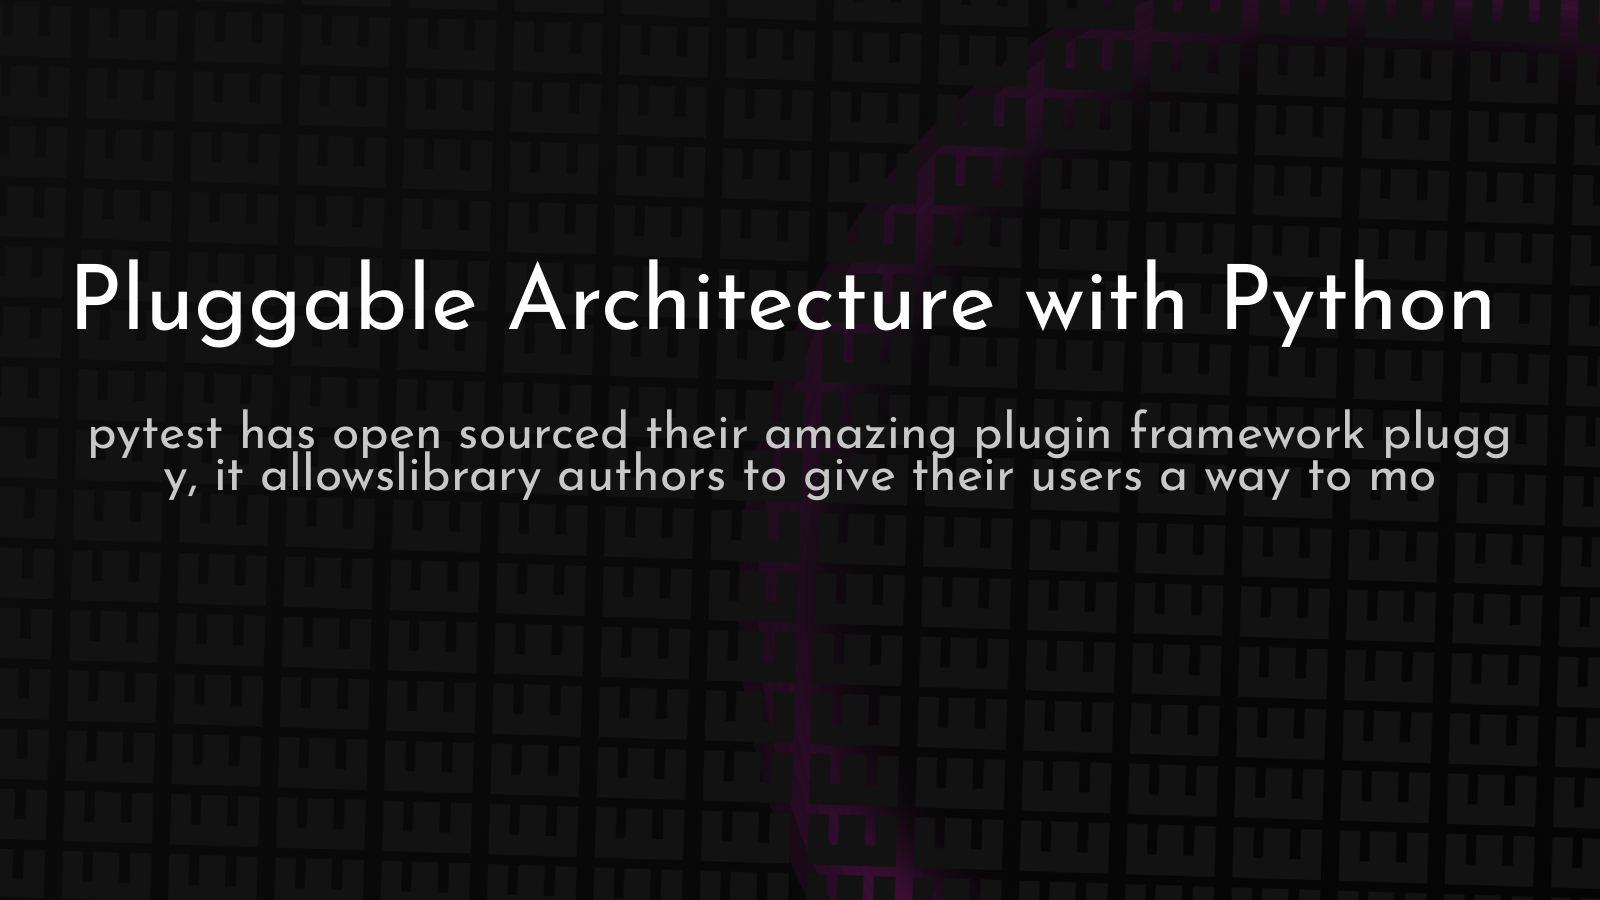 Pluggable Architecture with Python
pytest has open sourced their amazing plugin framework plugg
y, it allowslibrary authors to give their users a way to mo